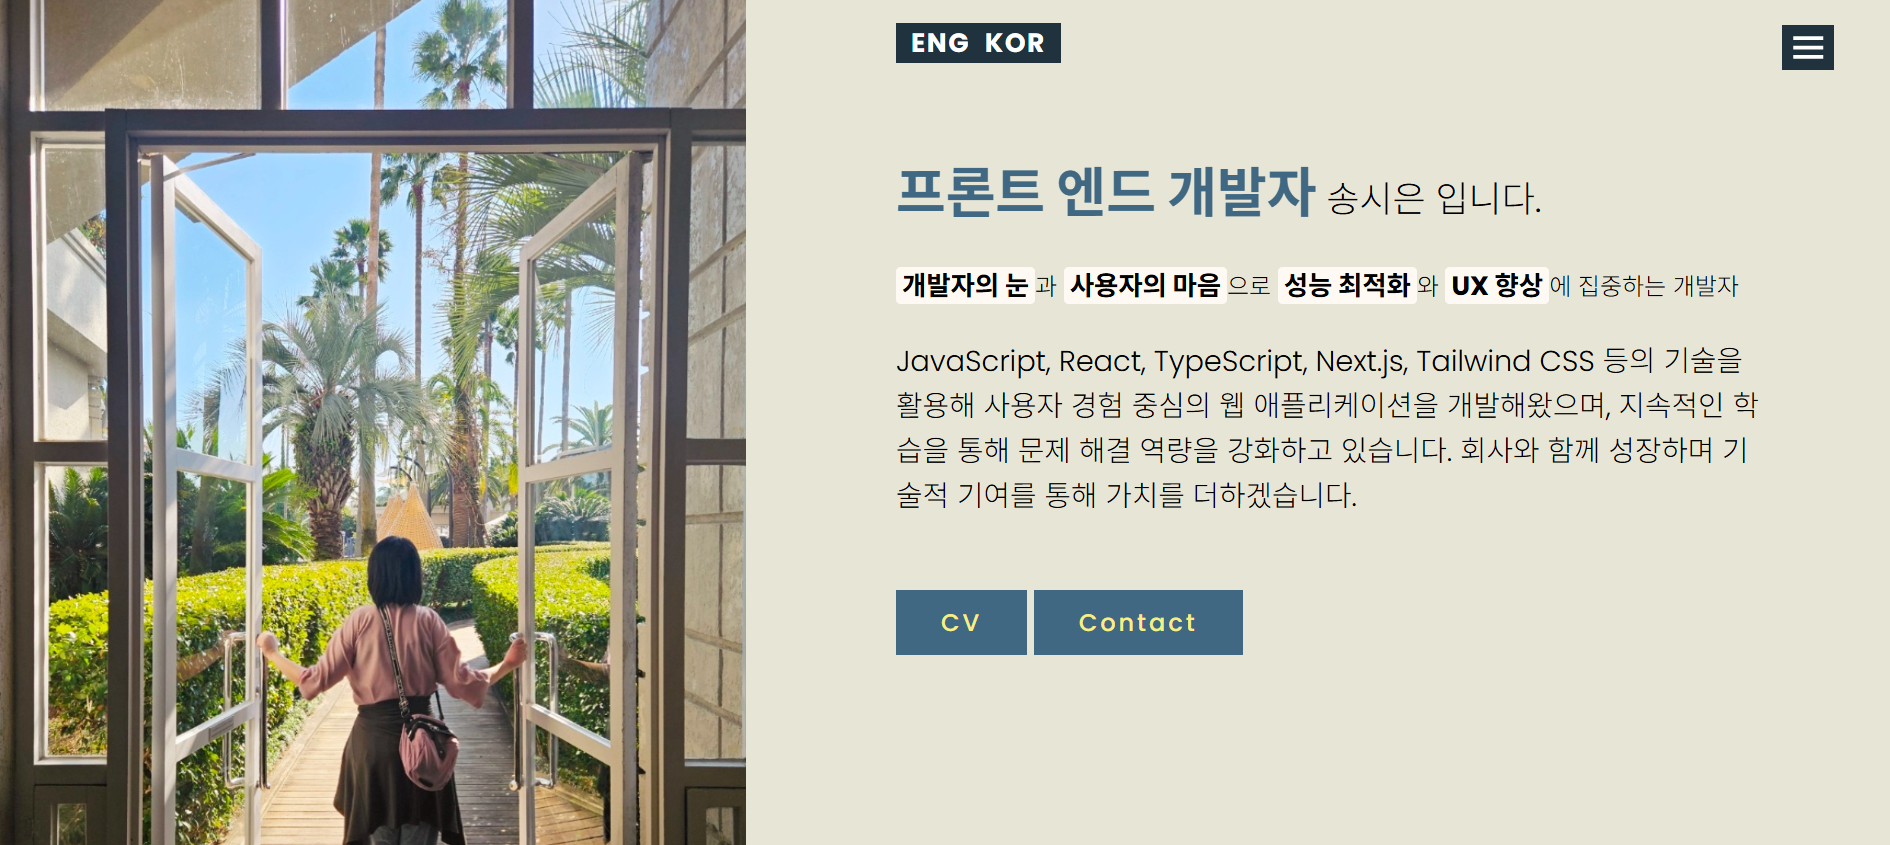 ENG KOR
프론트 엔드 개발자 송시은 입니다.
개발자의 눈과 사용자의 마음으로 성능 최적화와 UX 향상에 집중하는 개발자
JavaScript, React, TypeScript, Next.js, Tailwind CSS 등의 기술을
활용해 사용자 경험 중심의 웹 애플리케이션을 개발해왔으며, 지속적인 학
습을 통해 문제 해결 역량을 강화하고 있습니다. 회사와 함께 성장하며 기
술적 기여를 통해 가치를 더하겠습니다.
CV Contact